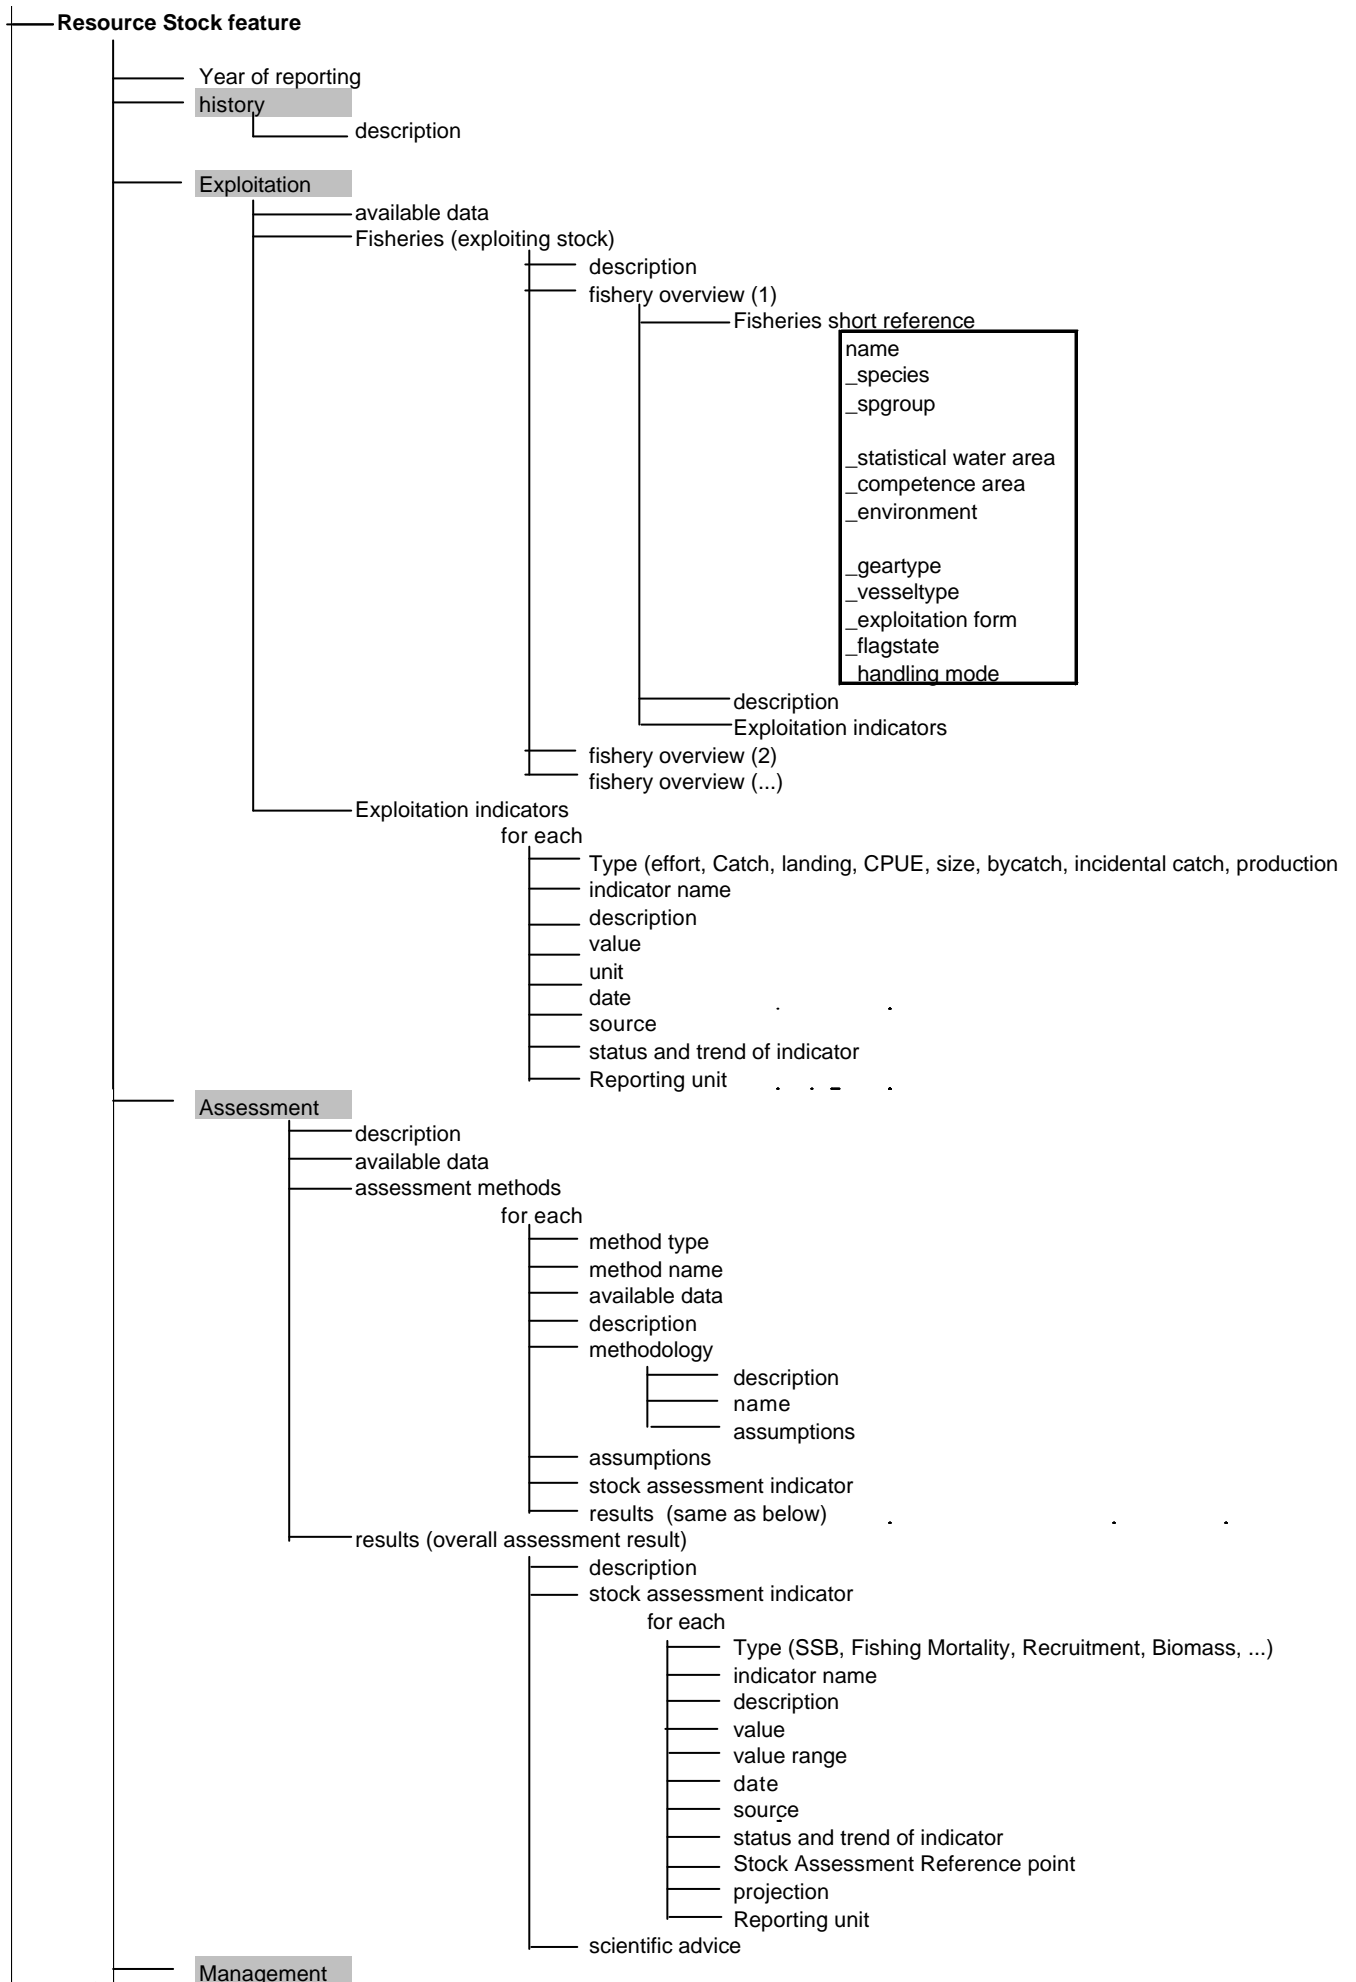 Resource Stock feature
Year of reporting
history
description
Exploitation
available data
Fisheries (exploiting stock)
description
fishery overview (1)
Fisheries short reference
name
_species
_spgroup
_statistical water area
_competence area
_environment
_geartype
_vesseltype
_exploitation form
_flagstate
_handling mode
description
Exploitation indicators
fishery overview (2)
fishery overview (...)
Exploitation indicators
for each
Type (effort, Catch, landing, CPUE, size, bycatch, incidental catch, production
indicator name
description
value
unit
date
source
status and trend of indicator
Reporting unit
Assessment
description
available data
assessment methods
for each
method type
method name
available data
description
methodology
description
name
assumptions
assumptions
stock assessment indicator
results (same as below)
results (overall assessment result)
description
stock assessment indicator
for each
Type (SSB, Fishing Mortality, Recruitment, Biomass, ...)
indicator name
description
value
value range
date
source
status and trend of indicator
Stock Assessment Reference point
projection
Reporting unit
scientific advice
Management